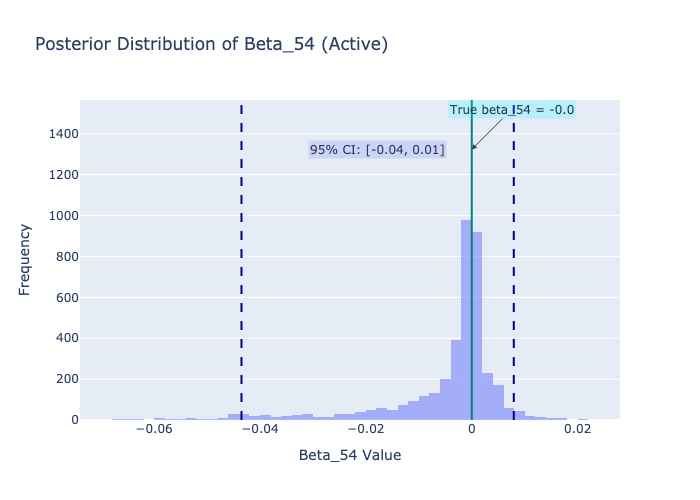 Posterior Distribution of Beta_54 (Active)
True beta_54 = -0.0
95% CI: [-0.04, 0.01]
1400
1200
1000
800
600
400
200
0
Frequency
−0.06
−0.04
−0.02
0
0.02
Beta_54 Value